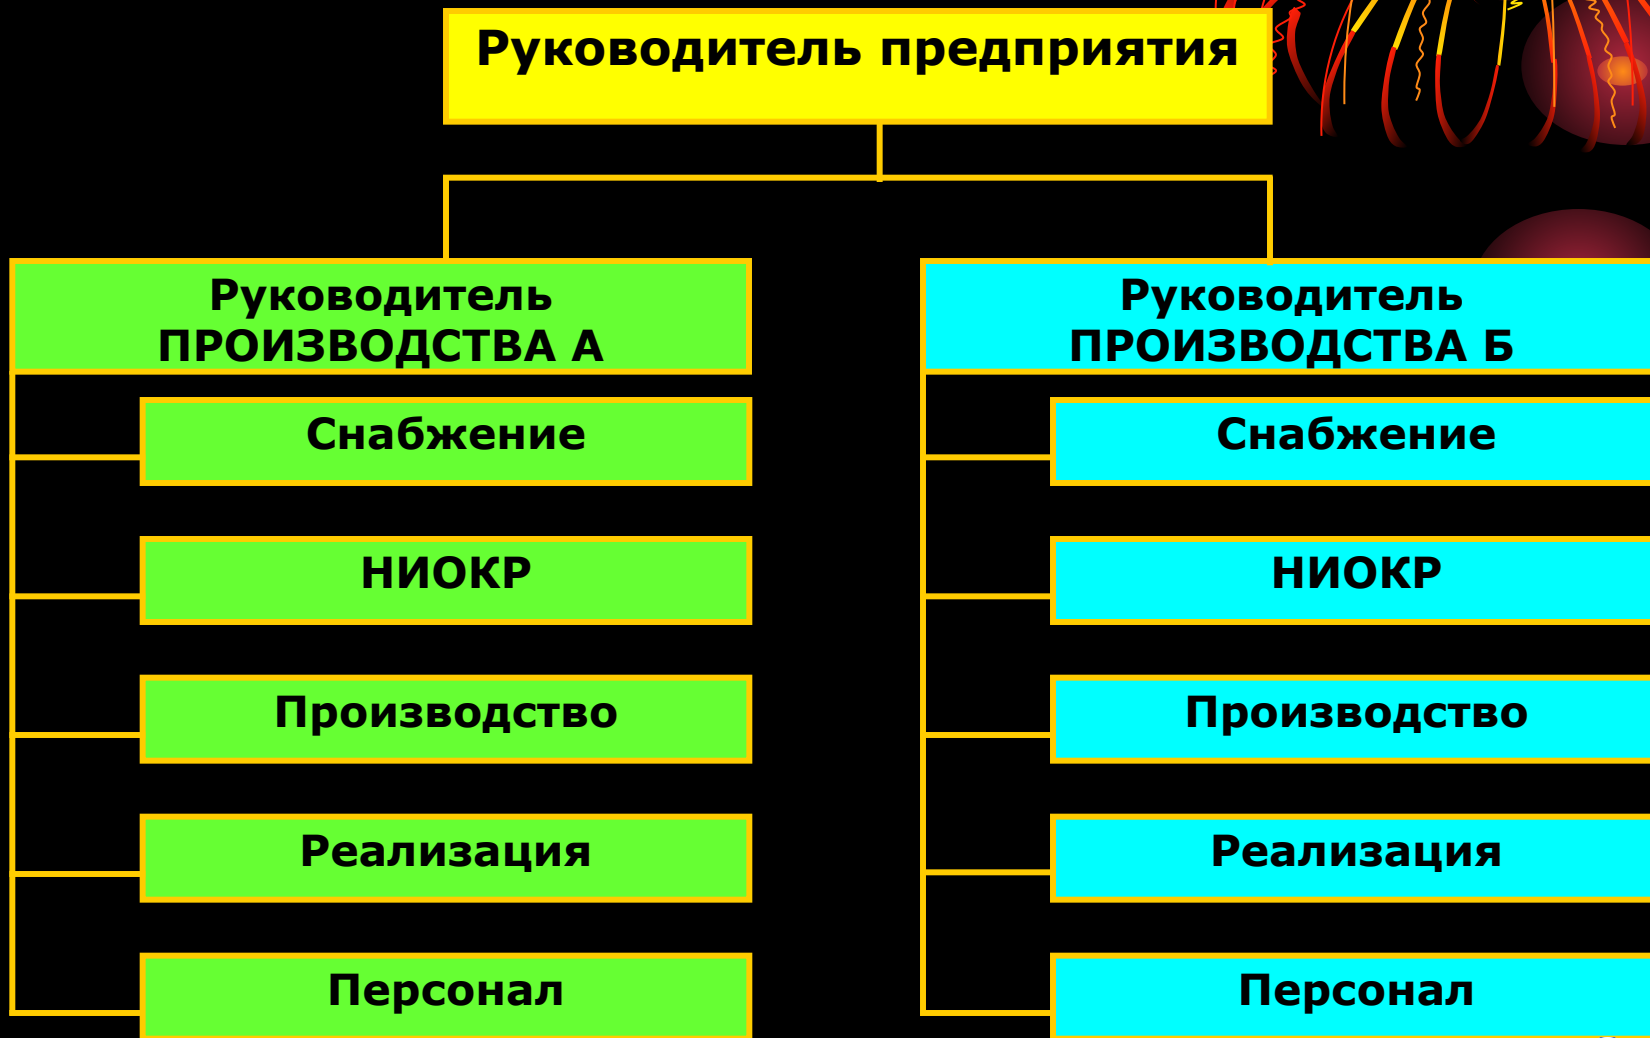 Руководитель предприятия
Руководитель
ПРОИЗВОДСТВА А
Снабжение
НИОКР
Производство
Реализация
Персонал
Руководитель
ПРОИЗВОДСТВА Б
Снабжение
НИОКР
Производство
Реализация
Персонал